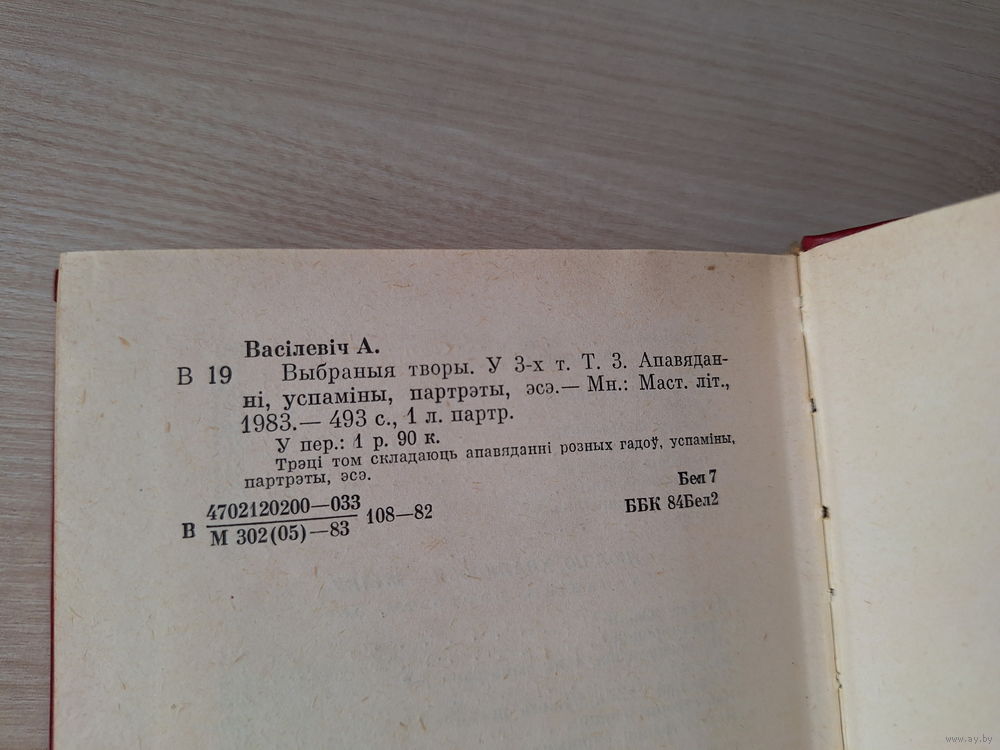 Васілевіч А.
В 19 Выбраныя творы. У 3-х т. Т. 3. Апавядан-
ні, успаміны, партрэты, эсэ.— Мн.: Маст. літ.,
1983.— 493 с., 1 л. партр.
У пер.: 1 р. 90 к.
Трэці том складаюць апавяданні розных гадоў, успаміны,
партрэты, эсэ.
В 4702120200—033 108—82
М 302(05)—83
Бел 7
ББК 84Бел2
www.ay.by